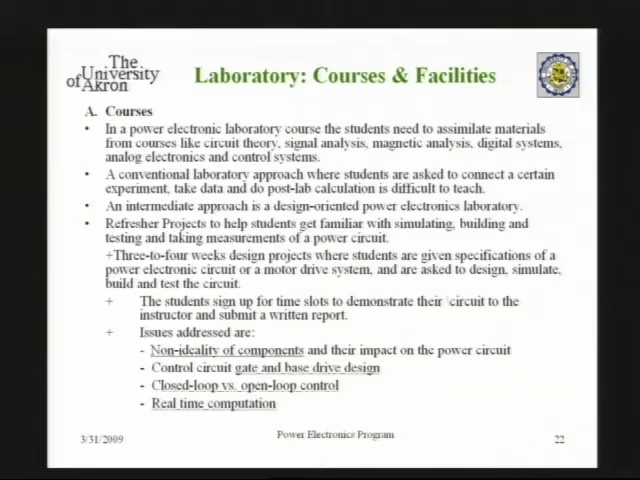 The
University
of Akron
Laboratory: Courses & Facilities
A. Courses
• In a power electronic laboratory course the students need to assimilate materials
from courses like circuit theory, signal analysis, magnetic analysis, digital systems,
analog electronics and control systems.
• A conventional laboratory approach where students are asked to connect a certain
experiment, take data and do post-lab calculation is difficult to teach.
• An intermediate approach is a design-oriented power electronics laboratory.
• Refresher Projects to help students get familiar with simulating, building and
testing and taking measurements of a power circuit.
+Three-to-four weeks design projects where students are given specifications of a
power electronic circuit or a motor drive system, and are asked to design, simulate,
build and test the circuit.
+ The students sign up for time slots to demonstrate their circuit to the
instructor and submit a written report.
+ Issues addressed are:
- Non-ideality of components and their impact on the power circuit
- Control circuit gate and base drive design
- Closed-loop vs. open-loop control
- Real time computation
3/31/2009
Power Electronics Program
22